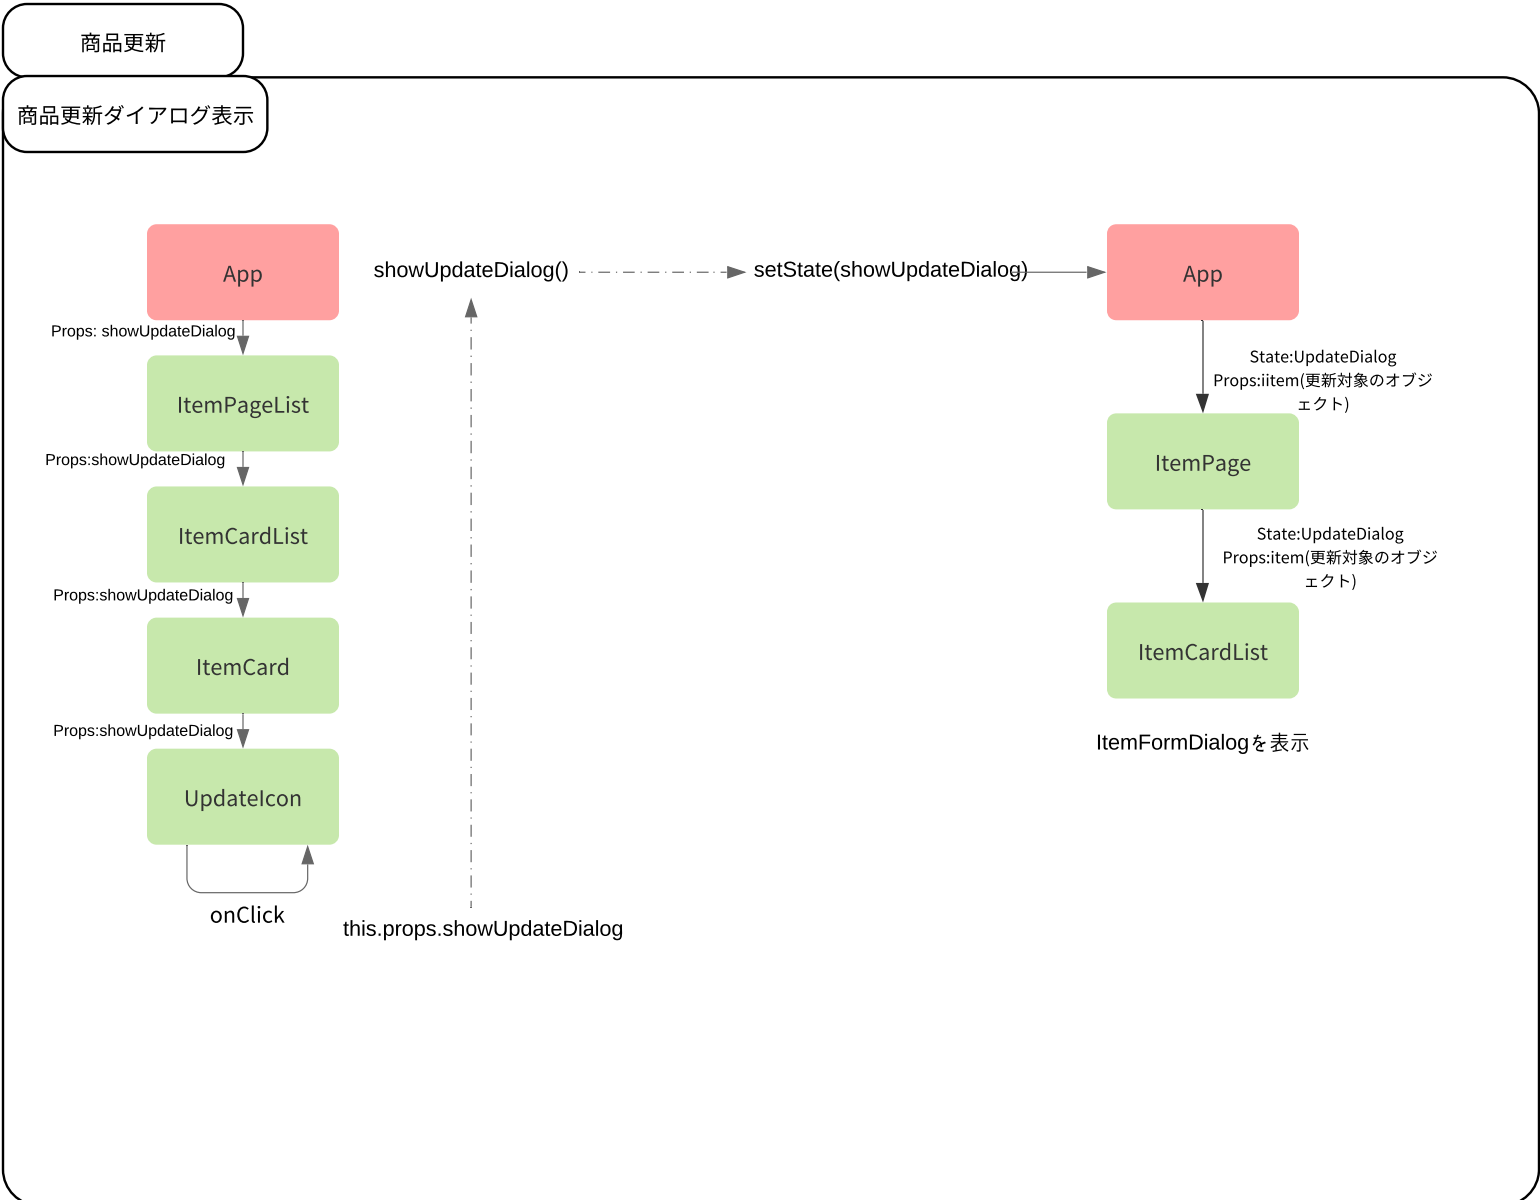 商品更新
商品更新ダイアログ表示
App
showUpdateDialog()
setState(showUpdateDialog)
App
Props: showUpdateDialog
ItemPageList
Props:showUpdateDialog
ItemCardList
Props:showUpdateDialog
ItemCard
Props:showUpdateDialog
UpdateIcon
onClick
this.props.showUpdateDialog
State:UpdateDialog
Props:iitem(更新対象のオブジ
ェクト)
ItemPage
State:UpdateDialog
Props:item(更新対象のオブジ
ェクト)
ItemCardList
ItemFormDialogを表示